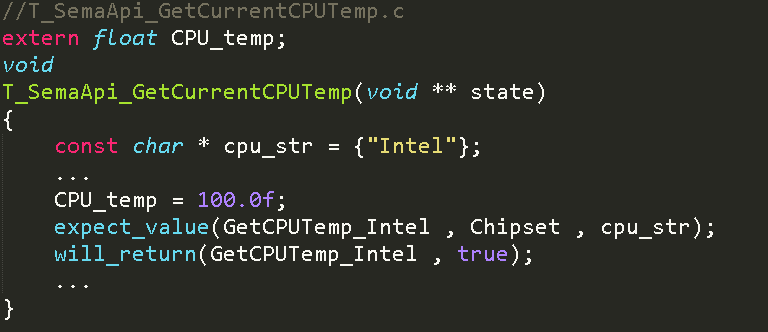 //T_SemaApi_GetCurrentCPUTemp.c
extern float CPU_temp;
void
T_SemaApi_GetCurrentCPUTemp(void ** state)
{
    const char * cpu_str = {"Intel"};
    ...
    CPU_temp = 100.0f;
    expect_value(GetCPUTemp_Intel , Chipset , cpu_str);
    will_return(GetCPUTemp_Intel , true);
    ...
}